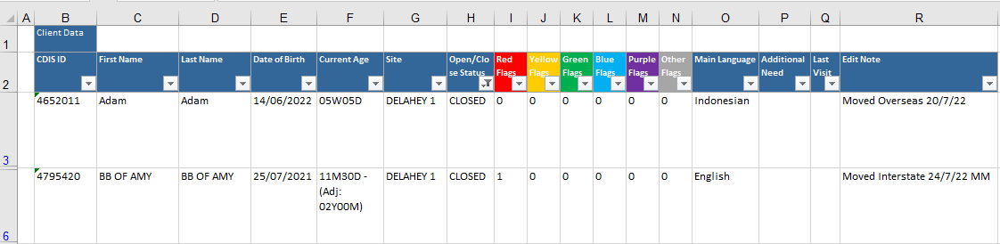 A B C D E F G H I J K L M N O P Q R
1 Client Data
2 CDIS ID First Name Last Name Date of Birth Current Age Site Open/Clo Red Yellow Green Blue Purple Other Main Language Additional Last Edit Note
se Status Flags Flags Flags Flags Flags Flags Need Visit
3 4652011 Adam Adam 14/06/2022 05W05D DELAHEY 1 CLOSED 0 0 0 0 0 0 Indonesian Moved Overseas 20/7/22
6 4795420 BB OF AMY BB OF AMY 25/07/2021 11M30D - DELAHEY 1 CLOSED 1 0 0 0 0 0 English Moved Interstate 24/7/22 MM
(Adj:
02Y00M)